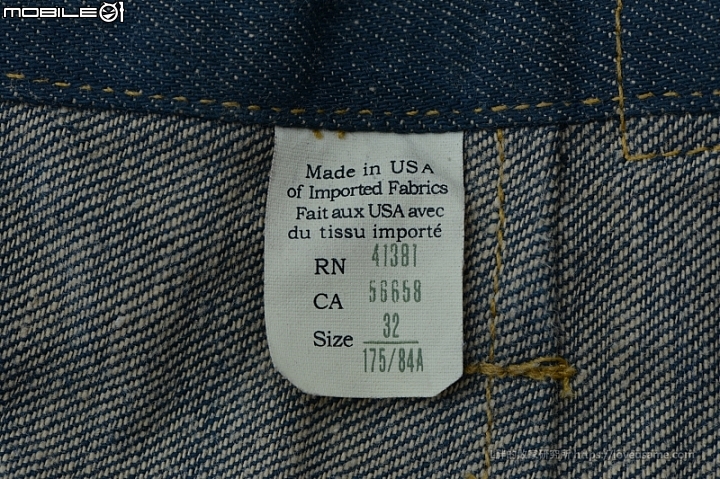 MOBILE01
Made in USA
of Imported Fabrics
Fait aux USA avec
du tissu importé
RN 41381
CA 56658
Size 32
175/84A